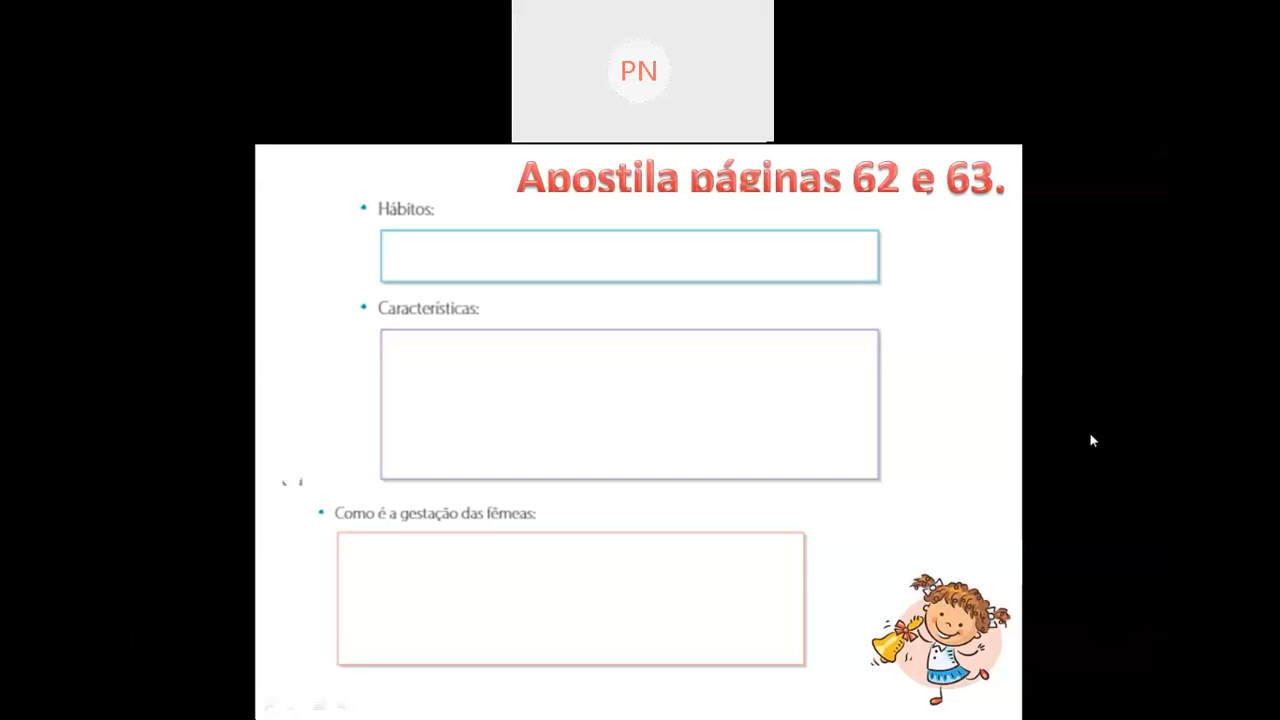 PN
Apostila páginas 62 e 63.
• Hábitos:
• Características:
• Como é a gestação das fêmeas: